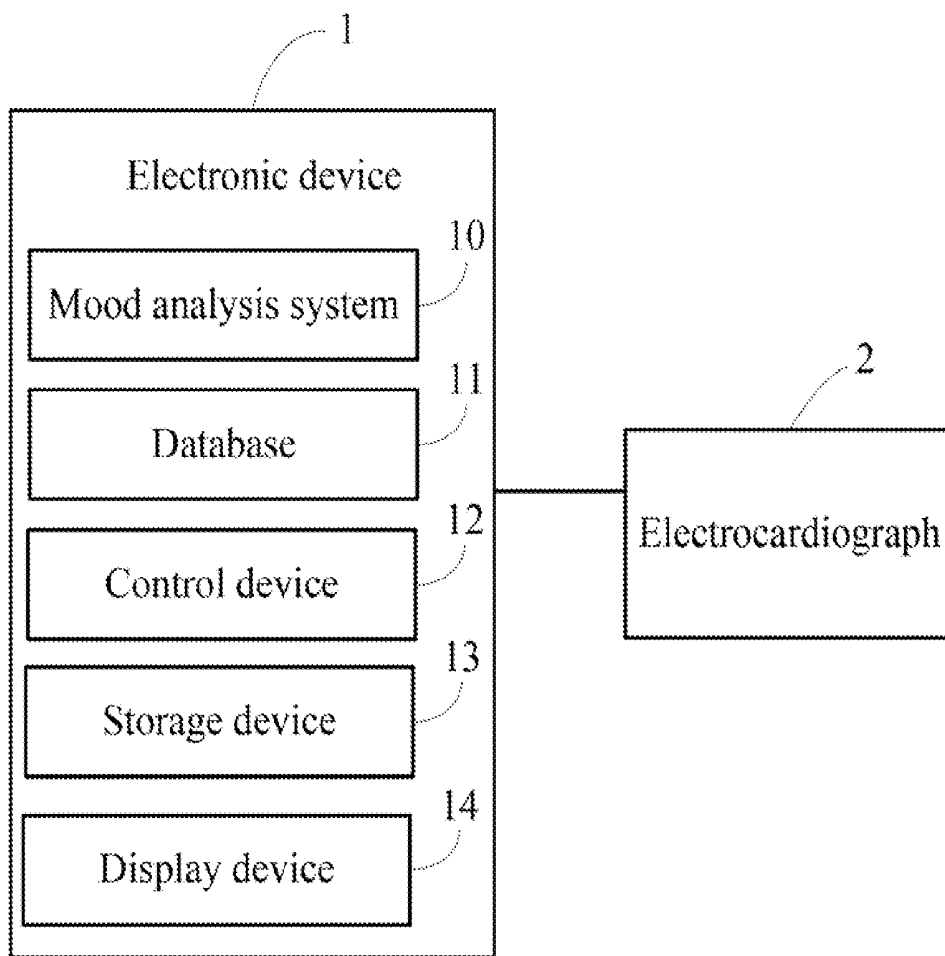 1
Electronic device
10
Mood analysis system
11
Database
2
12
Electrocardiograph
Control device
13
Storage device
14
Display device